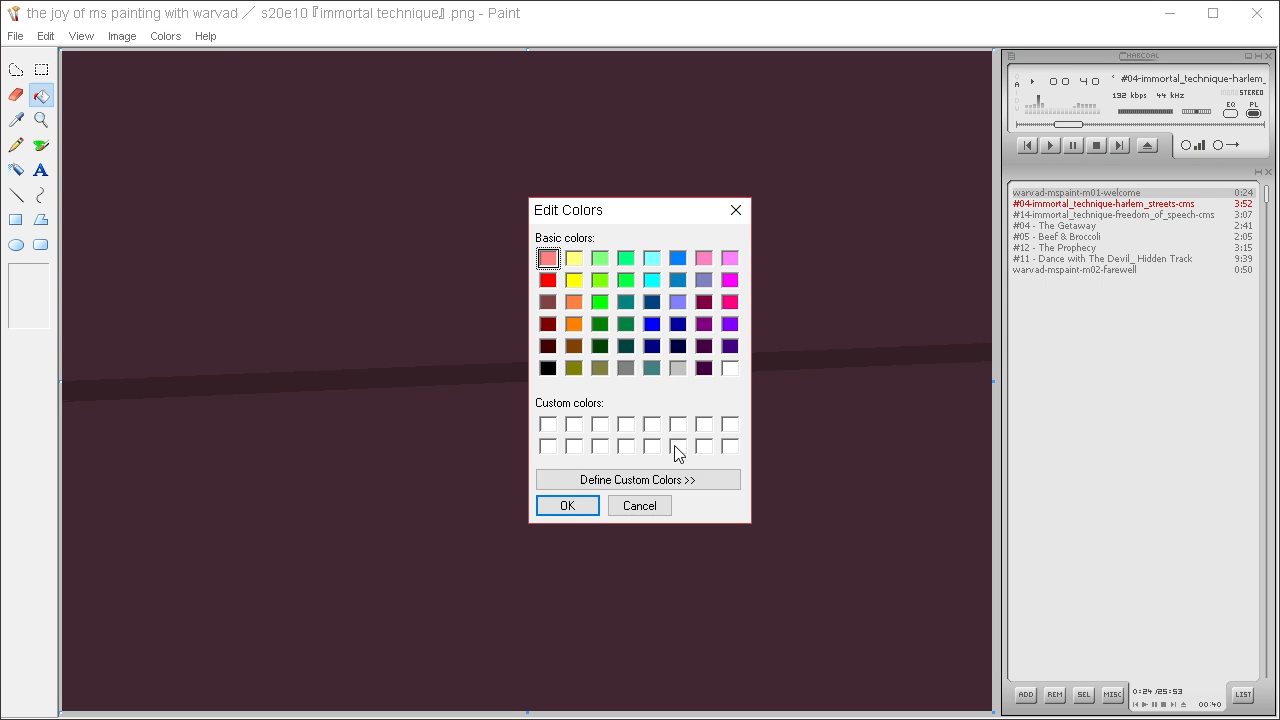 the joy of ms painting with warvad ／ s20e10『immortal technique』.png - Paint
File Edit View Image Colors Help
Edit Colors
Basic colors:
Custom colors:
Define Custom Colors >>
OK Cancel
CHARCOAL
00 40 #04-immortal_technique-harlem_
192 kbps 44 kHz MONO STEREO
EQ PL
warvad-mspaint-m01-welcome 0:24
#04-immortal_technique-harlem_streets-cms 3:52
#14-immortal_technique-freedom_of_speech-cms 3:07
#04 - The Getaway 2:41
#05 - Beef & Broccoli 2:05
#12 - The Prophecy 3:15
#11 - Dance with The Devil_ Hidden Track 9:39
warvad-mspaint-m02-farewell 0:50
ADD REM SEL MISC 0:24/25:53 00:40 LIST